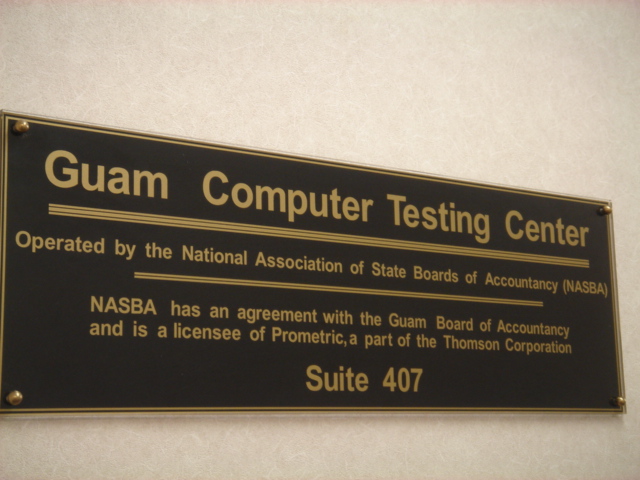 Guam Computer Testing Center
Operated by the National Association of State Boards of Accountancy (NASBA)
NASBA has an agreement with the Guam Board of Accountancy
and is a licensee of Prometric, a part of the Thomson Corporation
Suite 407